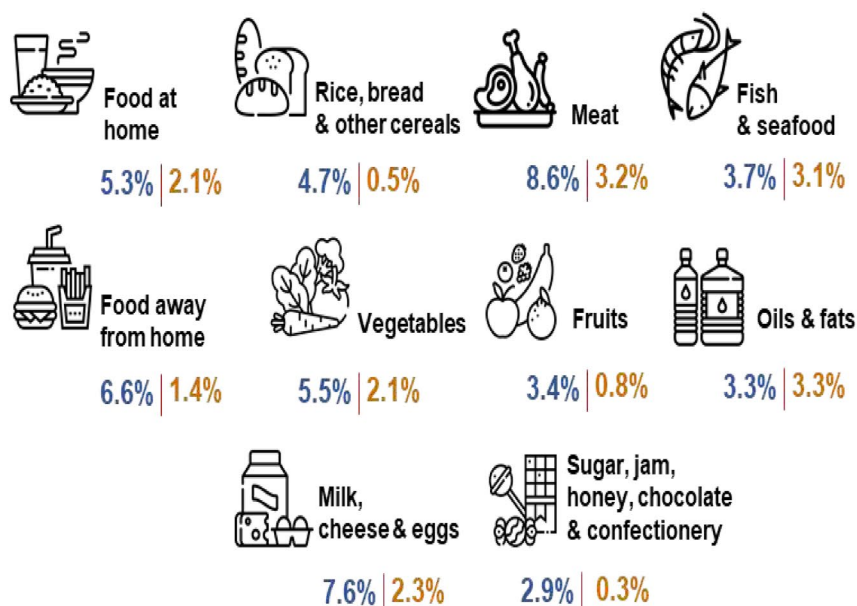 Food at
home
5.3% | 2.1%
Rice, bread
& other cereals
4.7% | 0.5%
Meat
8.6% | 3.2%
Fish
& seafood
3.7% | 3.1%
Food away
from home
6.6% | 1.4%
Vegetables
5.5% | 2.1%
Fruits
3.4% | 0.8%
Oils & fats
3.3% | 3.3%
Milk,
cheese & eggs
7.6% | 2.3%
Sugar, jam,
honey, chocolate
& confectionery
2.9% | 0.3%